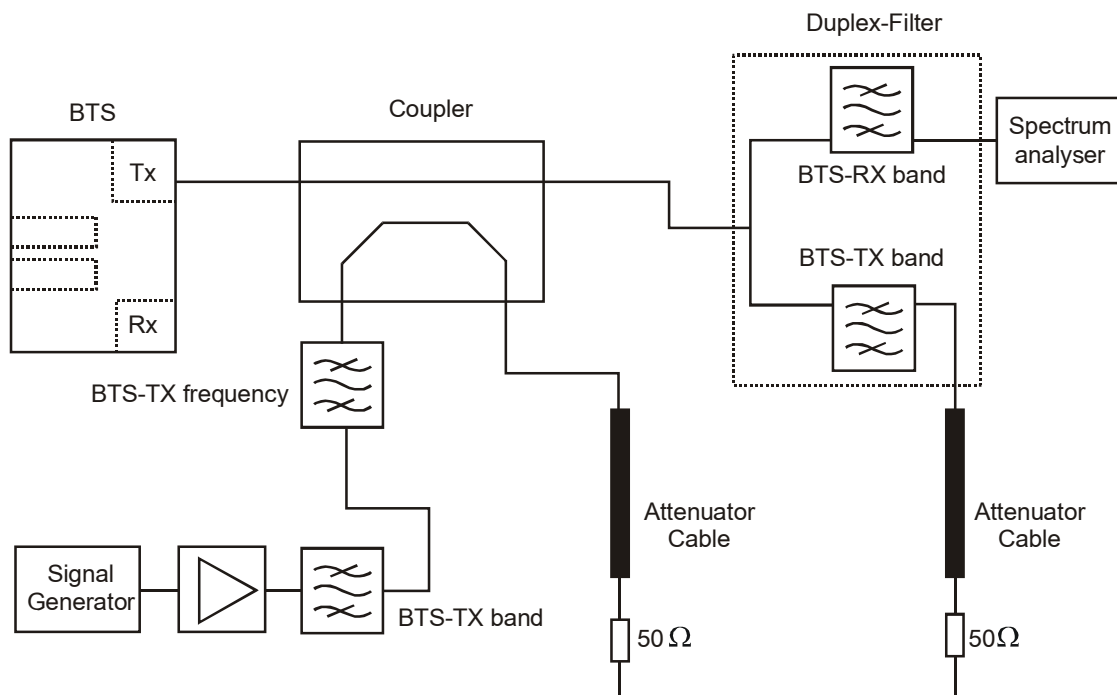 Duplex-Filter
BTS
Coupler
Tx
Spectrum
analyser
BTS-RX band
BTS-TX band
Rx
BTS-TX frequency
Attenuator
Cable
Attenuator
Cable
Signal
Generator
BTS-TX band
50 Ω
50Ω